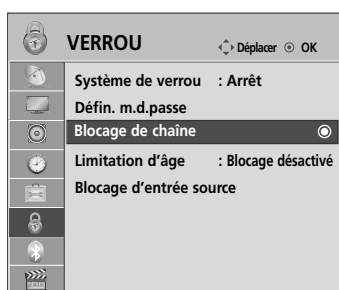 VERROU Déplacer OK
Système de verrou : Arrêt
Défin. m.d.passe
Blocage de chaîne
Limitation d'âge : Blocage désactivé
Blocage d'entrée source